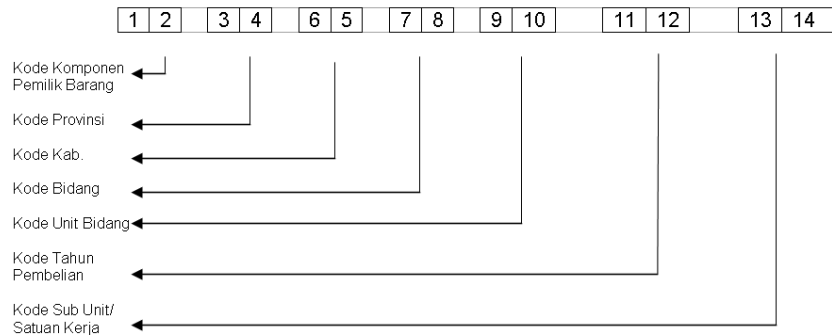 1 2 3 4 6 5 7 8 9 10 11 12 13 14
Kode Komponen
Pemilik Barang
Kode Provinsi
Kode Kab.
Kode Bidang
Kode Unit Bidang
Kode Tahun
Pembelian
Kode Sub Unit/
Satuan Kerja